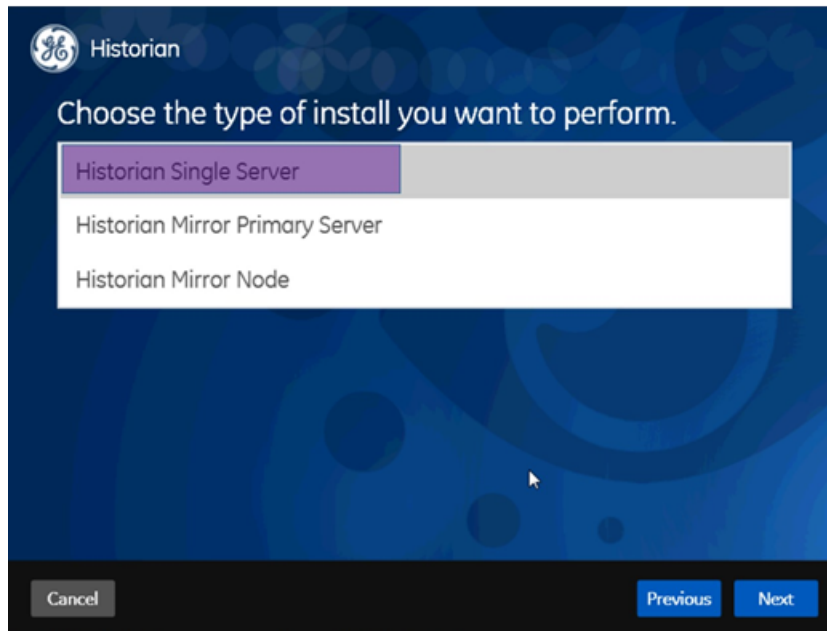 Historian
Choose the type of install you want to perform.
Historian Single Server
Historian Mirror Primary Server
Historian Mirror Node
Cancel
Previous Next